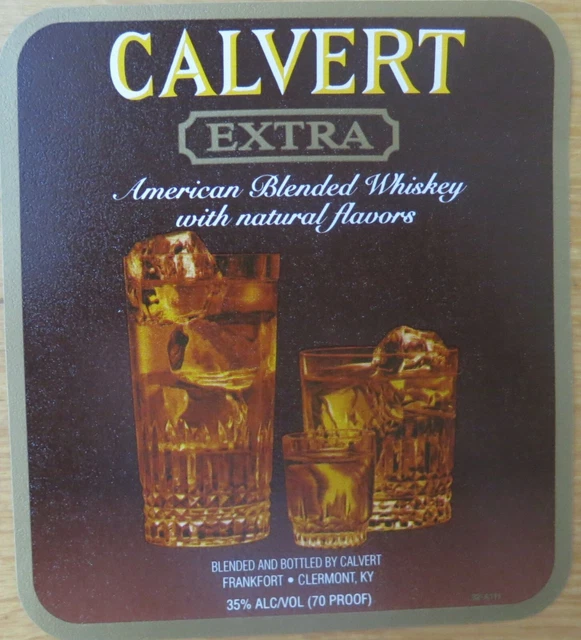 CALVERT
EXTRA
American Blended Whiskey
with natural flavors
BLENDED AND BOTTLED BY CALVERT
FRANKFORT • CLERMONT, KY
35% ALC/VOL (70 PROOF)